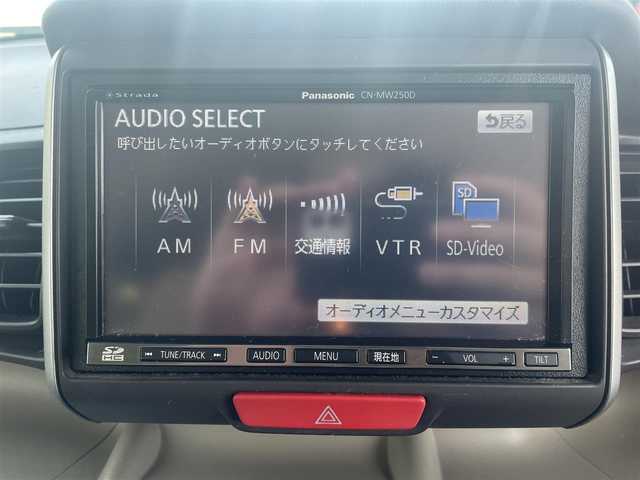 Strada Panasonic CN-MW250D
AUDIO SELECT
戻る
呼び出したいオーディオボタンにタッチしてください
SD
AM FM 交通情報 VTR SD-Video
オーディオメニューカスタマイズ
SD HC TUNE/TRACK AUDIO MENU 現在地 − VOL + TILT